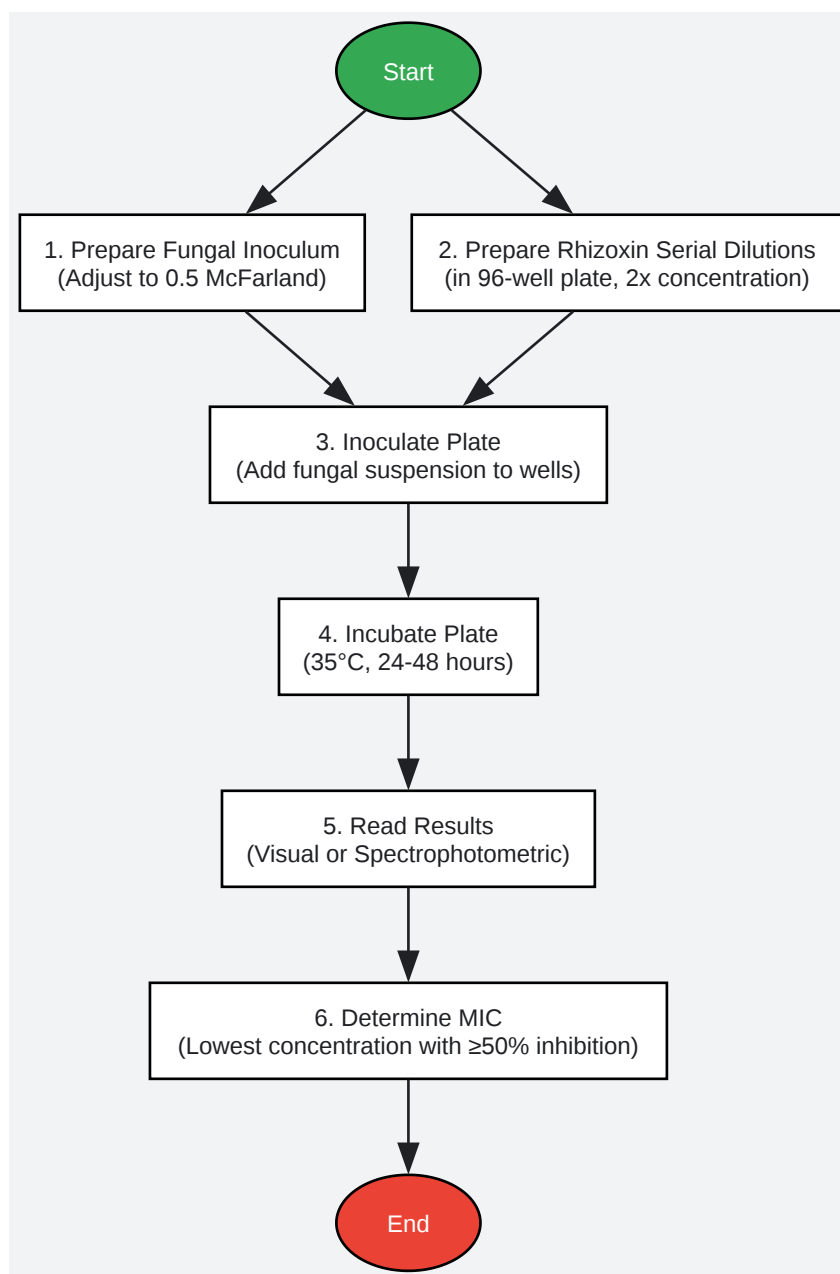 Start
1. Prepare Fungal Inoculum
(Adjust to 0.5 McFarland)
2. Prepare Rhizoxin Serial Dilutions
(in 96-well plate, 2x concentration)
3. Inoculate Plate
(Add fungal suspension to wells)
4. Incubate Plate
(35°C, 24-48 hours)
5. Read Results
(Visual or Spectrophotometric)
6. Determine MIC
(Lowest concentration with ≥50% inhibition)
End